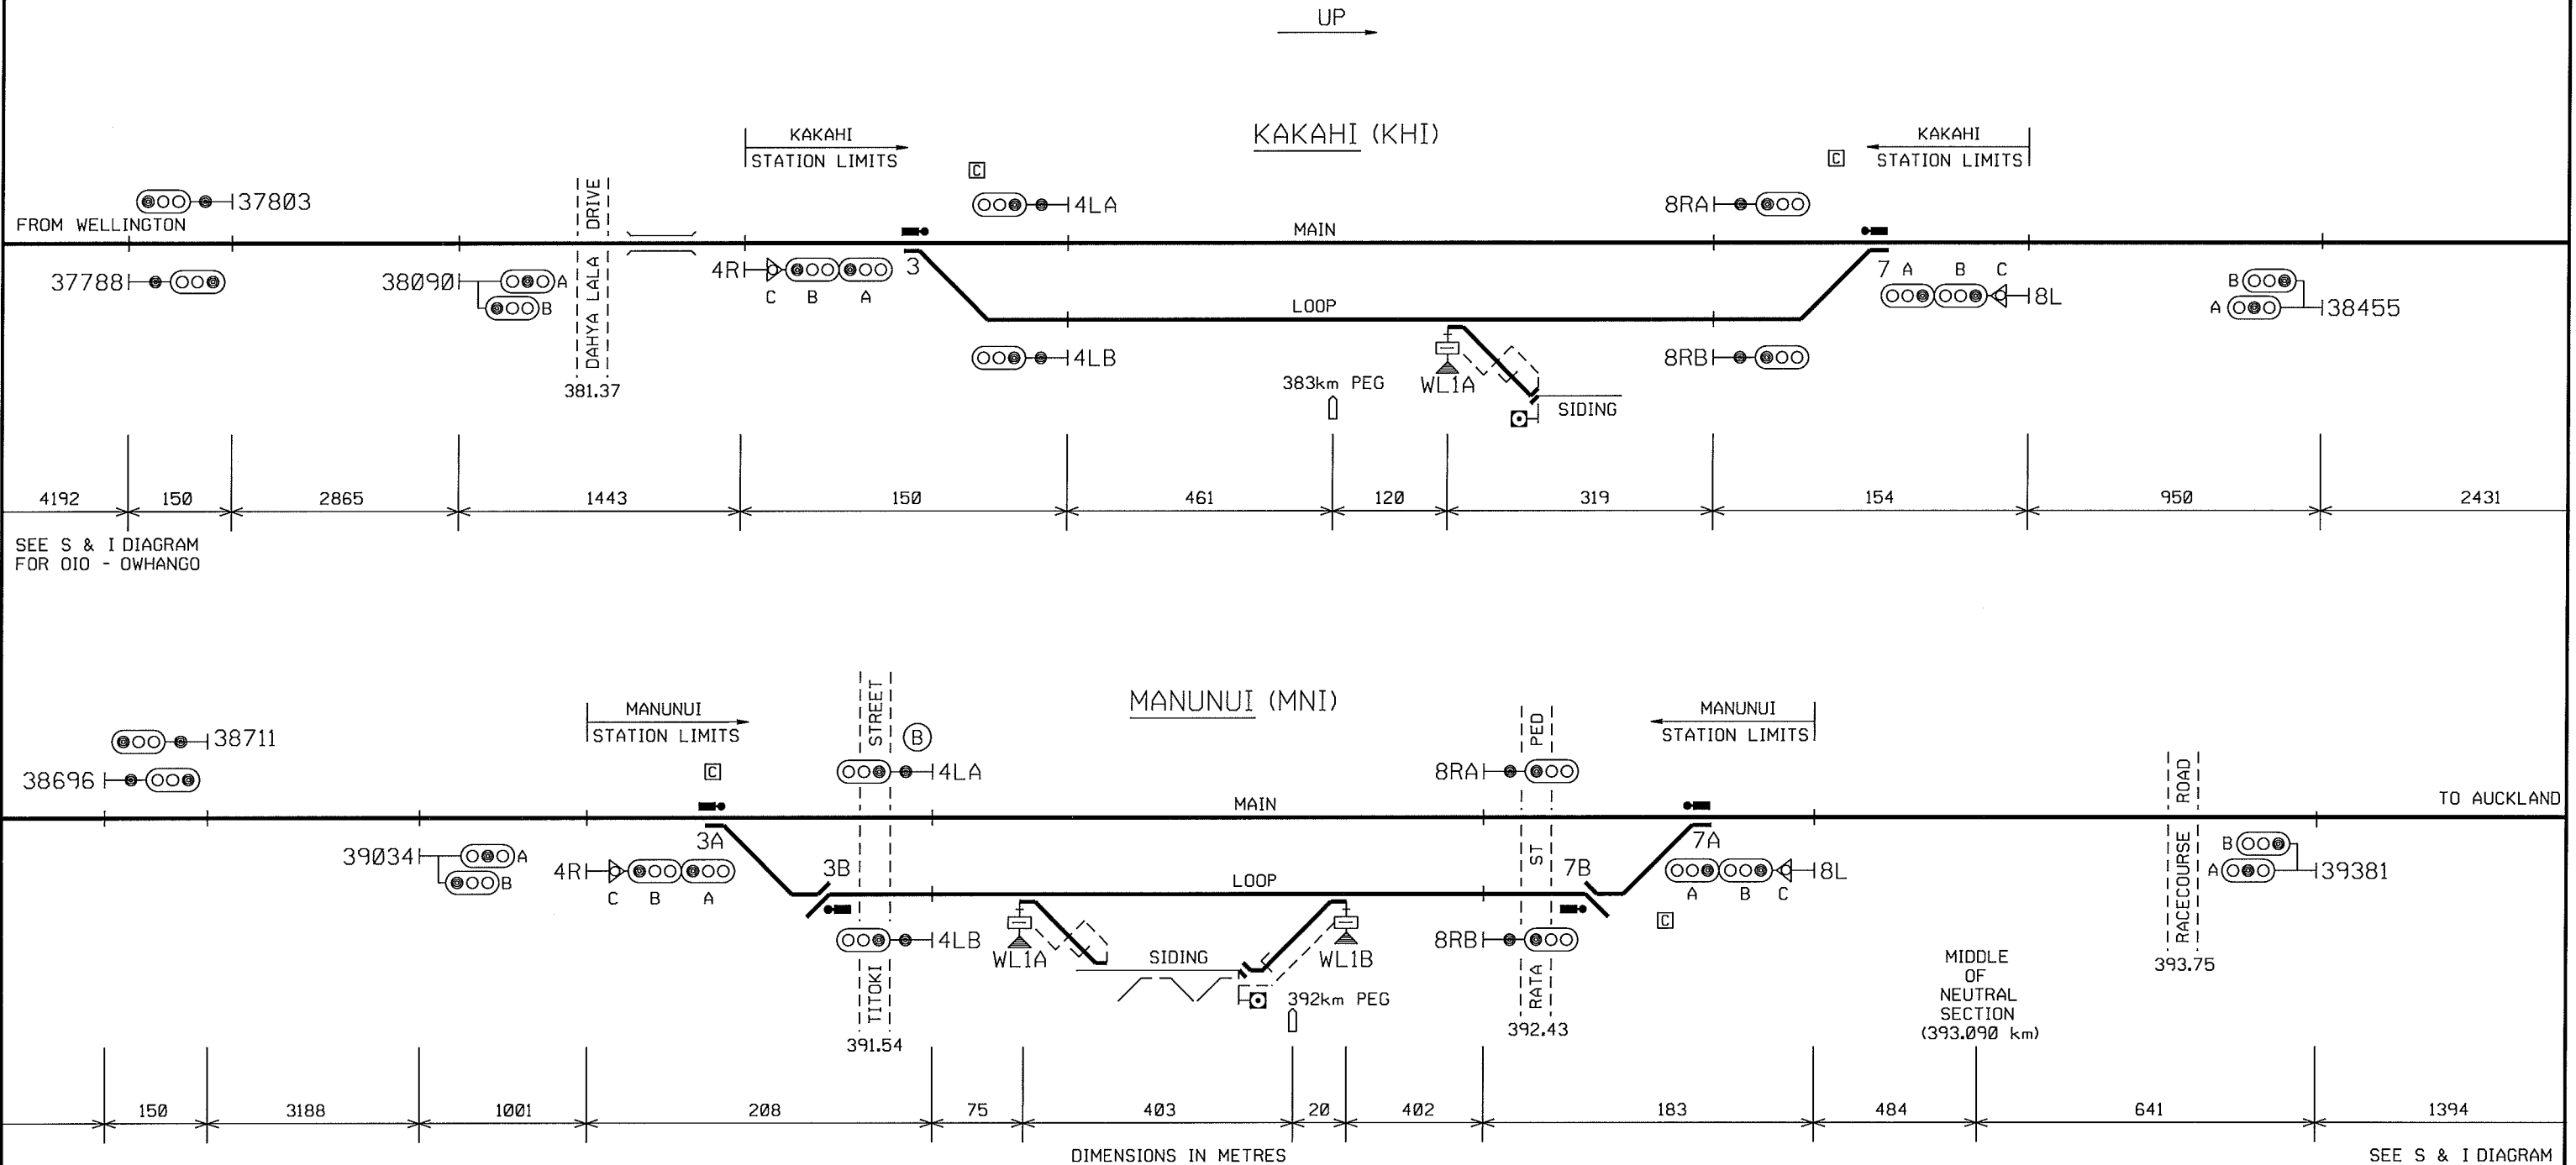 UP
KAKAHI (KHI)
KAKAHI
STATION LIMITS
KAKAHI
STATION LIMITS
C
C
37803
4LA
8RA
FROM WELLINGTON
DAHYA LALA DRIVE
MAIN
37788
38090
A
B
4R
C B A
3
7
A B C
8L
B
A
38455
LOOP
4LB
8RB
WL1A
383km PEG
SIDING
381.37
4192 150 2865 1443 150 461 120 319 154 950 2431
SEE S & I DIAGRAM
FOR OIO - OWHANGO
MANUNUI (MNI)
MANUNUI
STATION LIMITS
MANUNUI
STATION LIMITS
TITOKI STREET
B
RATA ST PED
RACECOURSE ROAD
38711
38696
C
4LA
8RA
MAIN
TO AUCKLAND
3A
7A
39034
A
B
4R
C B A
3B
7B
A B C
8L
B
A
39381
LOOP
C
4LB
8RB
WL1A
SIDING
WL1B
392km PEG
391.54
392.43
393.75
MIDDLE
OF
NEUTRAL
SECTION
(393.090 km)
150 3188 1001 208 75 403 20 402 183 484 641 1394
DIMENSIONS IN METRES
SEE S & I DIAGRAM